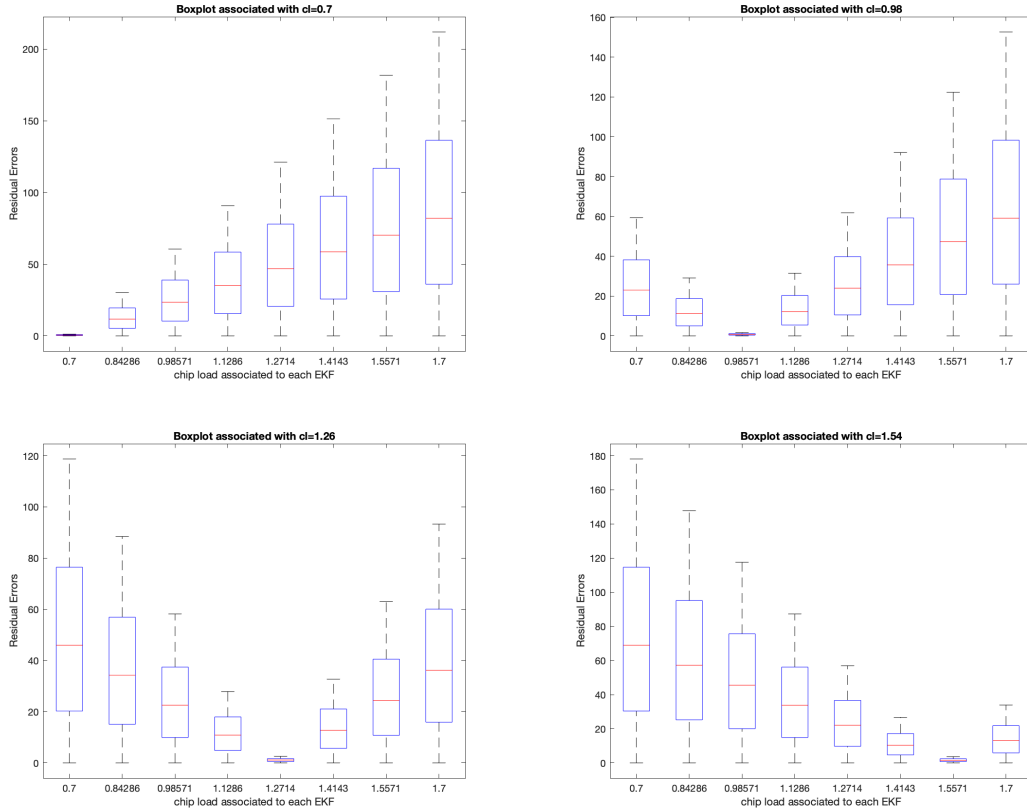 Boxplot associated with cl=0.7
200
150
100
50
0
Residual Errors
0.7 0.84286 0.98571 1.1286 1.2714 1.4143 1.5571 1.7
chip load associated to each EKF
Boxplot associated with cl=0.98
160
140
120
100
80
60
40
20
0
Residual Errors
0.7 0.84286 0.98571 1.1286 1.2714 1.4143 1.5571 1.7
chip load associated to each EKF
Boxplot associated with cl=1.26
120
100
80
60
40
20
0
Residual Errors
0.7 0.84286 0.98571 1.1286 1.2714 1.4143 1.5571 1.7
chip load associated to each EKF
Boxplot associated with cl=1.54
180
160
140
120
100
80
60
40
20
0
Residual Errors
0.7 0.84286 0.98571 1.1286 1.2714 1.4143 1.5571 1.7
chip load associated to each EKF